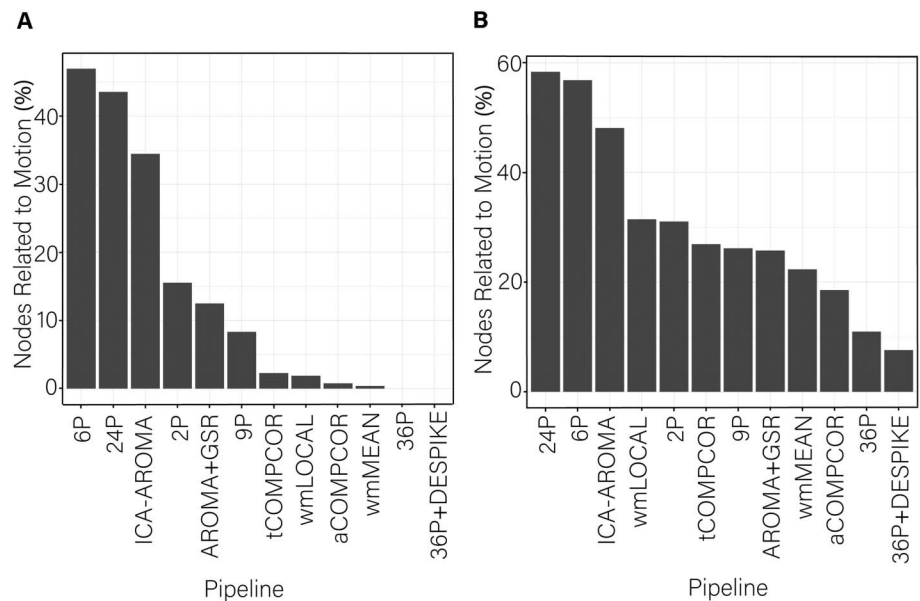 A
Nodes Related to Motion (%)
40
30
20
10
0
6P
24P
ICA-AROMA
2P
AROMA+GSR
9P
tCOMPCOR
wmLOCAL
aCOMPCOR
wmMEAN
36P
36P+DESPIKE
Pipeline
B
Nodes Related to Motion (%)
60
40
20
0
24P
6P
ICA-AROMA
wmLOCAL
2P
tCOMPCOR
9P
AROMA+GSR
wmMEAN
aCOMPCOR
36P
36P+DESPIKE
Pipeline